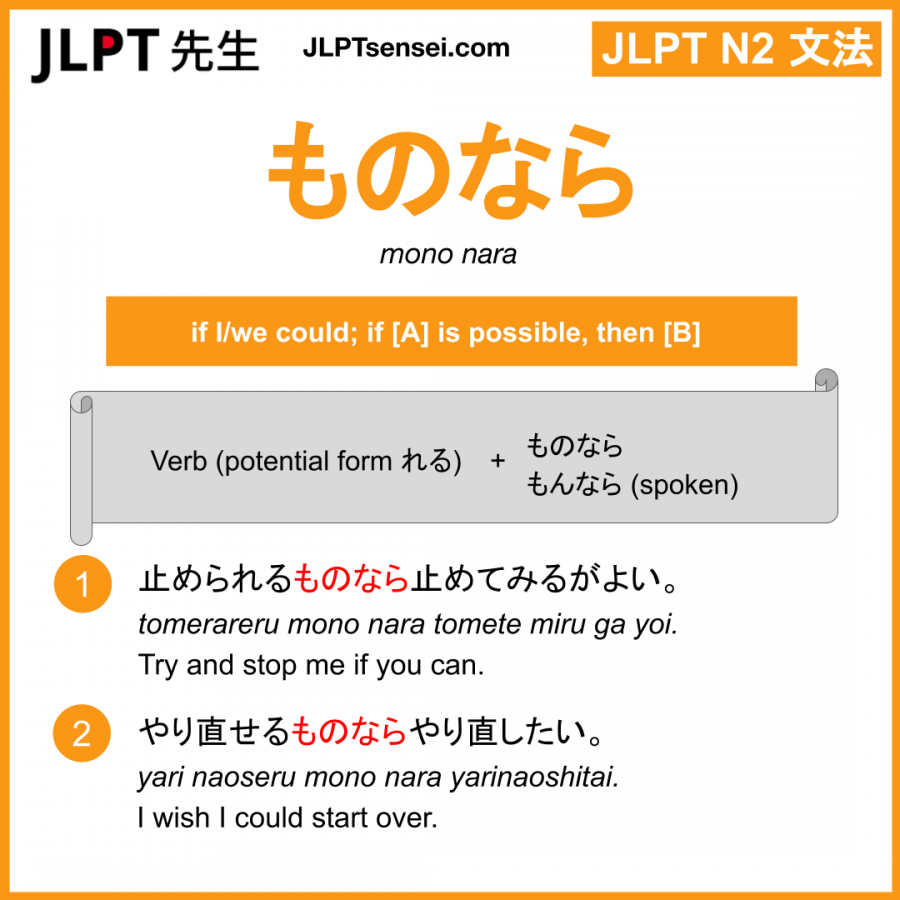 JLPT 先生
JLPTsensei.com
JLPT N2 文法
ものなら
mono nara
if I/we could; if [A] is possible, then [B]
Verb (potential form れる) +
ものなら
もんなら (spoken)
1
止められるものなら止めてみるがよい。
tomerareru mono nara tomete miru ga yoi.
Try and stop me if you can.
2
やり直せるものならやり直したい。
yari naoseru mono nara yarinaoshitai.
I wish I could start over.